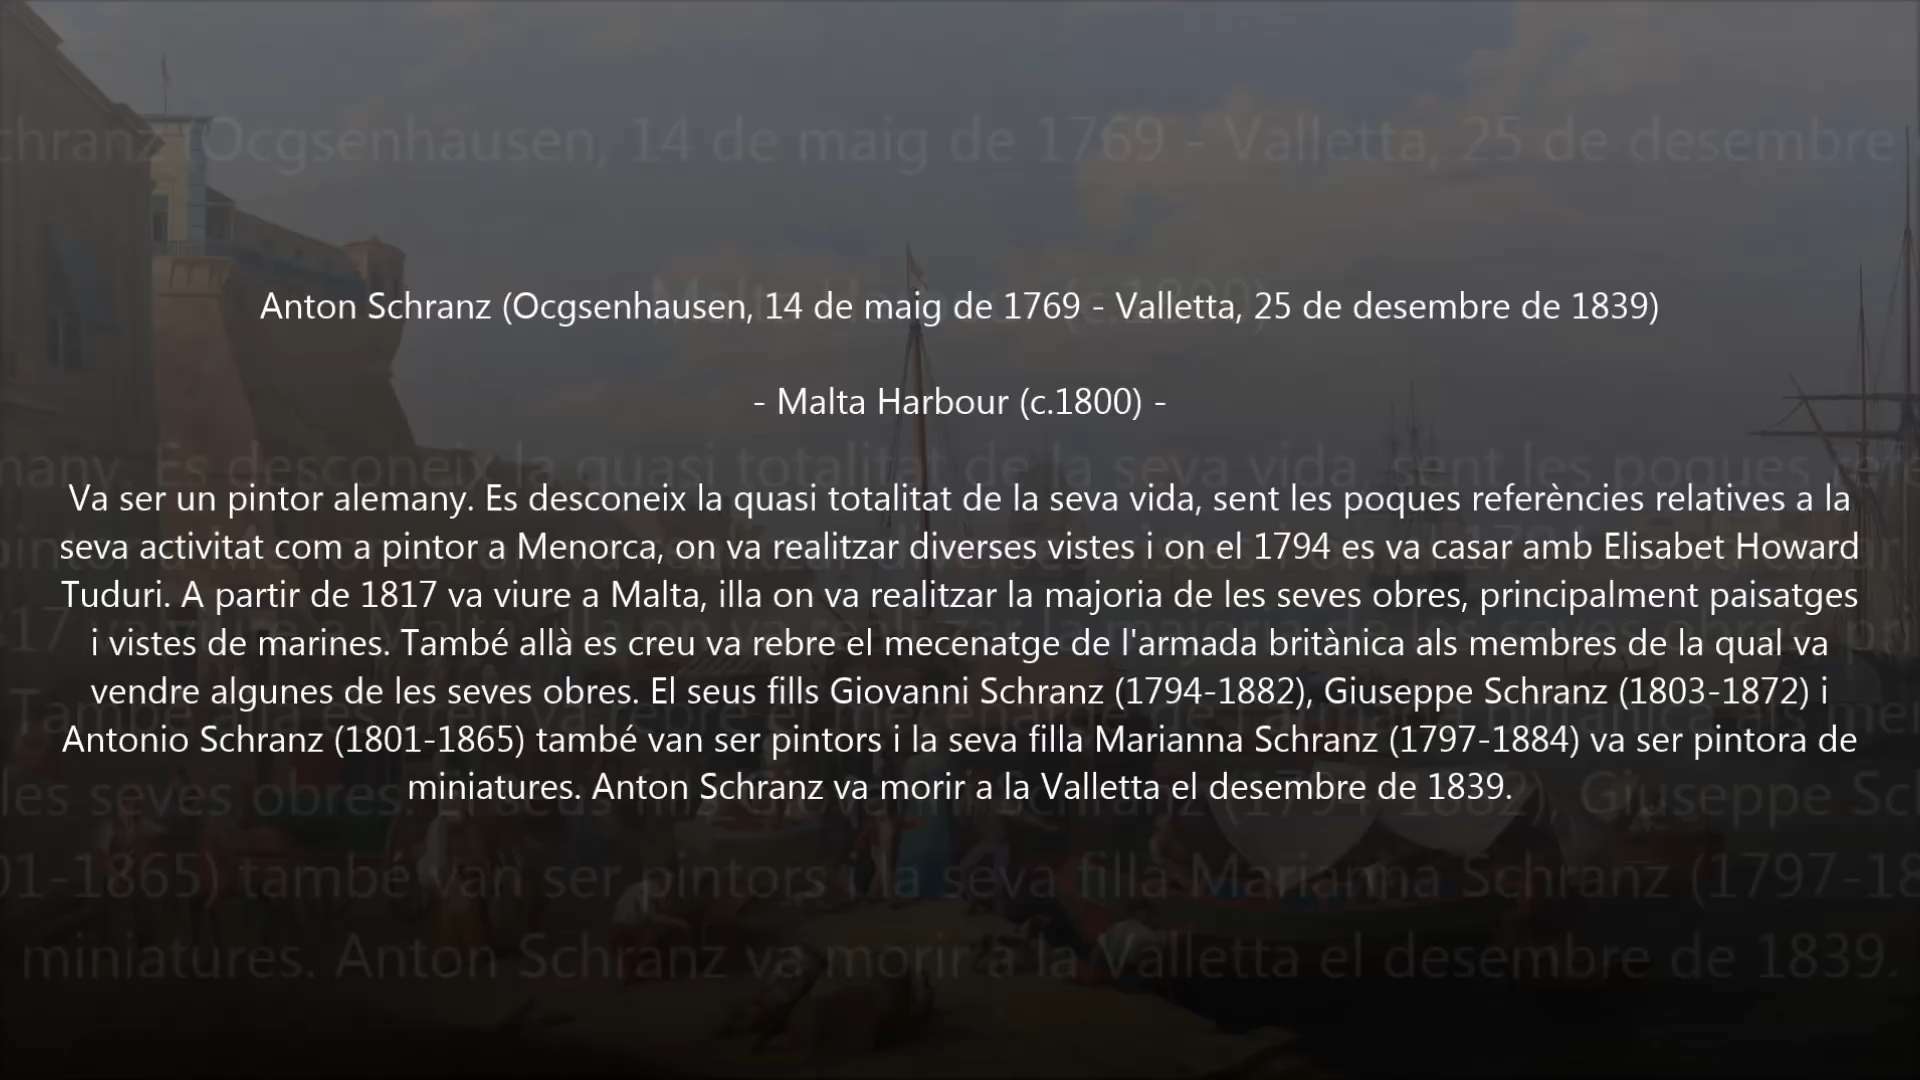 Anton Schranz (Ocgsenhausen, 14 de maig de 1769 - Valletta, 25 de desembre de 1839)
- Malta Harbour (c.1800) -
Va ser un pintor alemany. Es desconeix la quasi totalitat de la seva vida, sent les poques referències relatives a la
seva activitat com a pintor a Menorca, on va realitzar diverses vistes i on el 1794 es va casar amb Elisabet Howard
Tuduri. A partir de 1817 va viure a Malta, illa on va realitzar la majoria de les seves obres, principalment paisatges
i vistes de marines. També allà es creu va rebre el mecenatge de l'armada britànica als membres de la qual va
vendre algunes de les seves obres. El seus fills Giovanni Schranz (1794-1882), Giuseppe Schranz (1803-1872) i
Antonio Schranz (1801-1865) també van ser pintors i la seva filla Marianna Schranz (1797-1884) va ser pintora de
miniatures. Anton Schranz va morir a la Valletta el desembre de 1839.